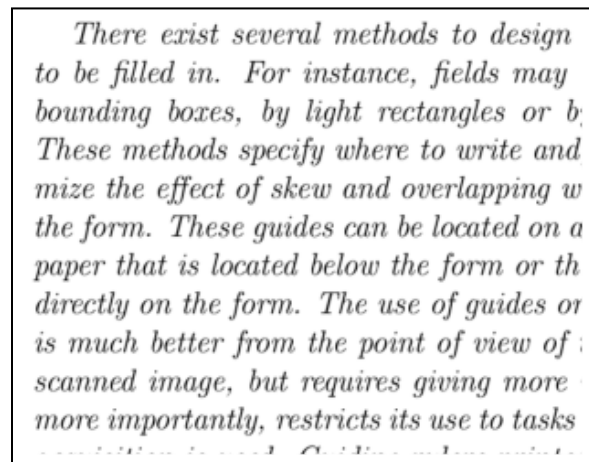 There exist several methods to design
to be filled in. For instance, fields may
bounding boxes, by light rectangles or
These methods specify where to write and
mize the effect of skew and overlapping
the form. These guides can be located on
paper that is located below the form or
directly on the form. The use of guides
is much better from the point of view of
scanned image, but requires giving more
more importantly, restricts its use to tasks